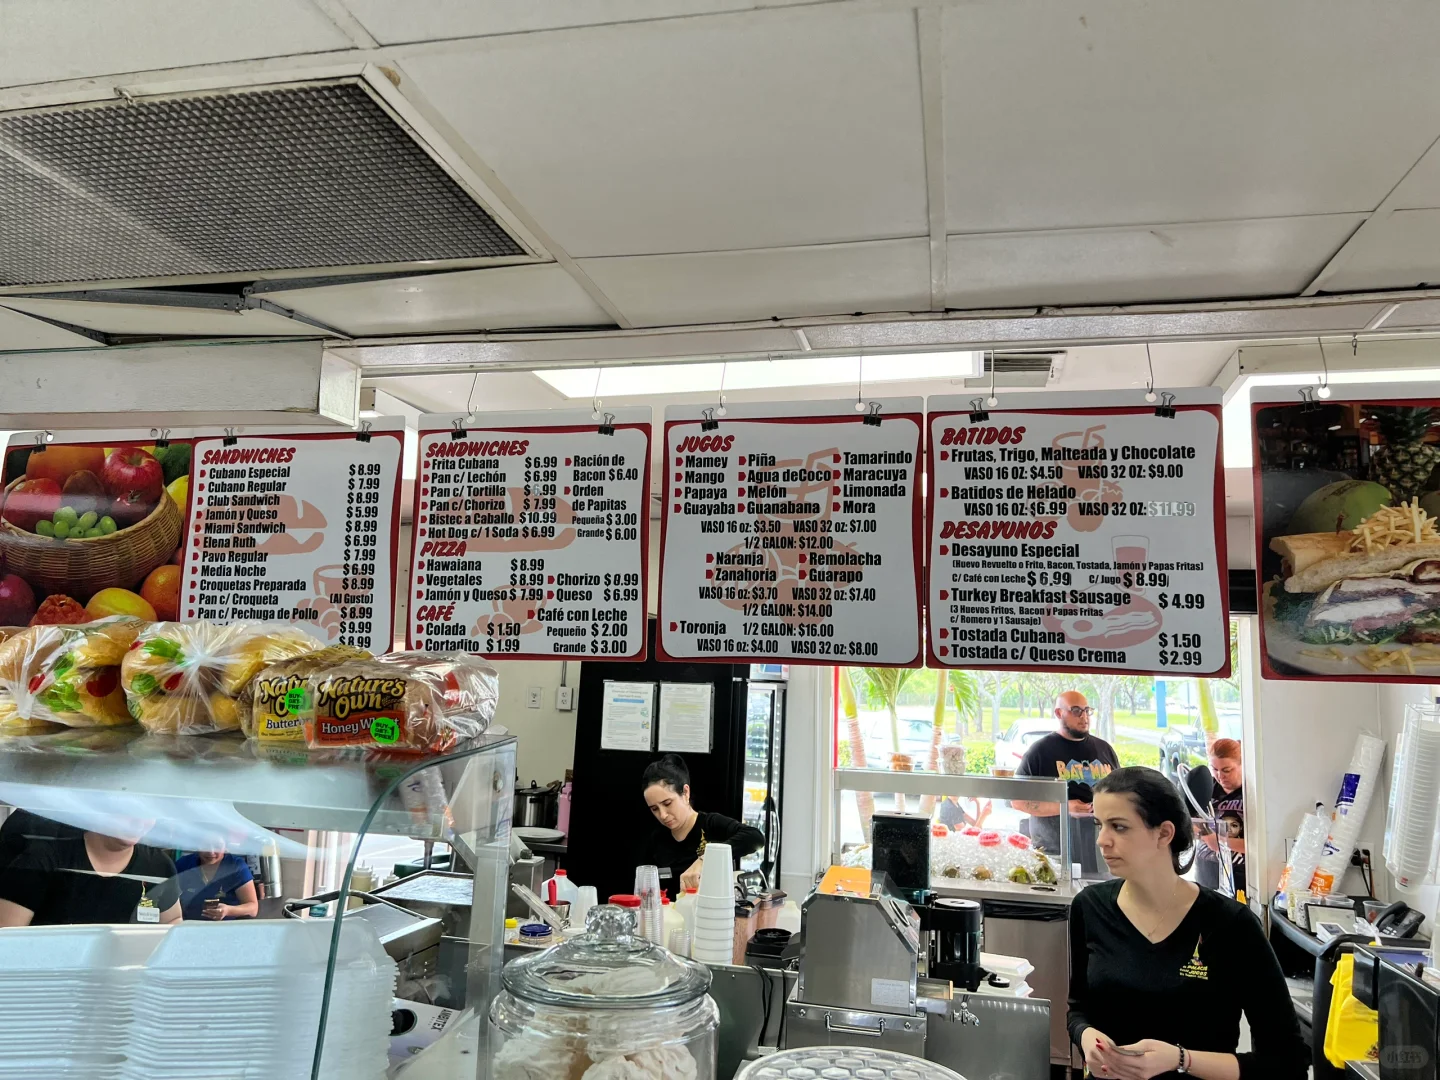 SANDWICHES
Cubano Especial $8.99
Cubano Regular $7.99
Club Sandwich $8.99
Jamón y Queso $5.99
Miami Sandwich $8.99
Elena Ruth $6.99
Pavo Regular $7.99
Media Noche $6.99
Croquetas Preparada $8.99
Pan c/ Croqueta (Al Gusto)
Pan c/ Pechuga de Pollo $8.99
$9.99
$8.99
SANDWICHES
Frita Cubana $6.99
Pan c/ Lechón $6.99
Pan c/ Tortilla $6.99
Pan c/ Chorizo $7.99
Bistec a Caballo $10.99
Hot Dog c/ 1 Soda $6.99
Ración de
Bacon $6.40
Orden
de Papitas
Pequeña $3.00
Grande $6.00
PIZZA
Hawaiana $8.99
Vegetales $8.99
Jamón y Queso $7.99
Chorizo $8.99
Queso $6.99
CAFÉ
Colada $1.50
Cortadito $1.99
Café con Leche
Pequeño $2.00
Grande $3.00
JUGOS
Mamey Piña Tamarindo
Mango Agua de Coco Maracuya
Papaya Melón Limonada
Guayaba Guanabana Mora
VASO 16 oz: $3.50 VASO 32 oz: $7.00
1/2 GALON: $12.00
Naranja Remolacha
Zanahoria Guarapo
VASO 16 oz: $3.70 VASO 32 oz: $7.40
1/2 GALON: $14.00
Toronja 1/2 GALON: $16.00
VASO 16 oz: $4.00 VASO 32 oz: $8.00
BATIDOS
Frutas, Trigo, Malteada y Chocolate
VASO 16 OZ: $4.50 VASO 32 OZ: $9.00
Batidos de Helado
VASO 16 OZ: $6.99 VASO 32 OZ: $11.99
DESAYUNOS
Desayuno Especial
(Huevo Revuelto o Frito, Bacon, Tostada, Jamón y Papas Fritas)
C/ Café con Leche $6.99 C/ Jugo $8.99
Turkey Breakfast Sausage $4.99
(3 Huevos Fritos, Bacon y Papas Fritas
c/ Romero y 1 Sausaje)
Tostada Cubana $1.50
Tostada c/ Queso Crema $2.99
Nature's
Own
Nature's
Own
Honey Wheat
BATMAN
GIRL
PALACIO
JUGOS
小红书